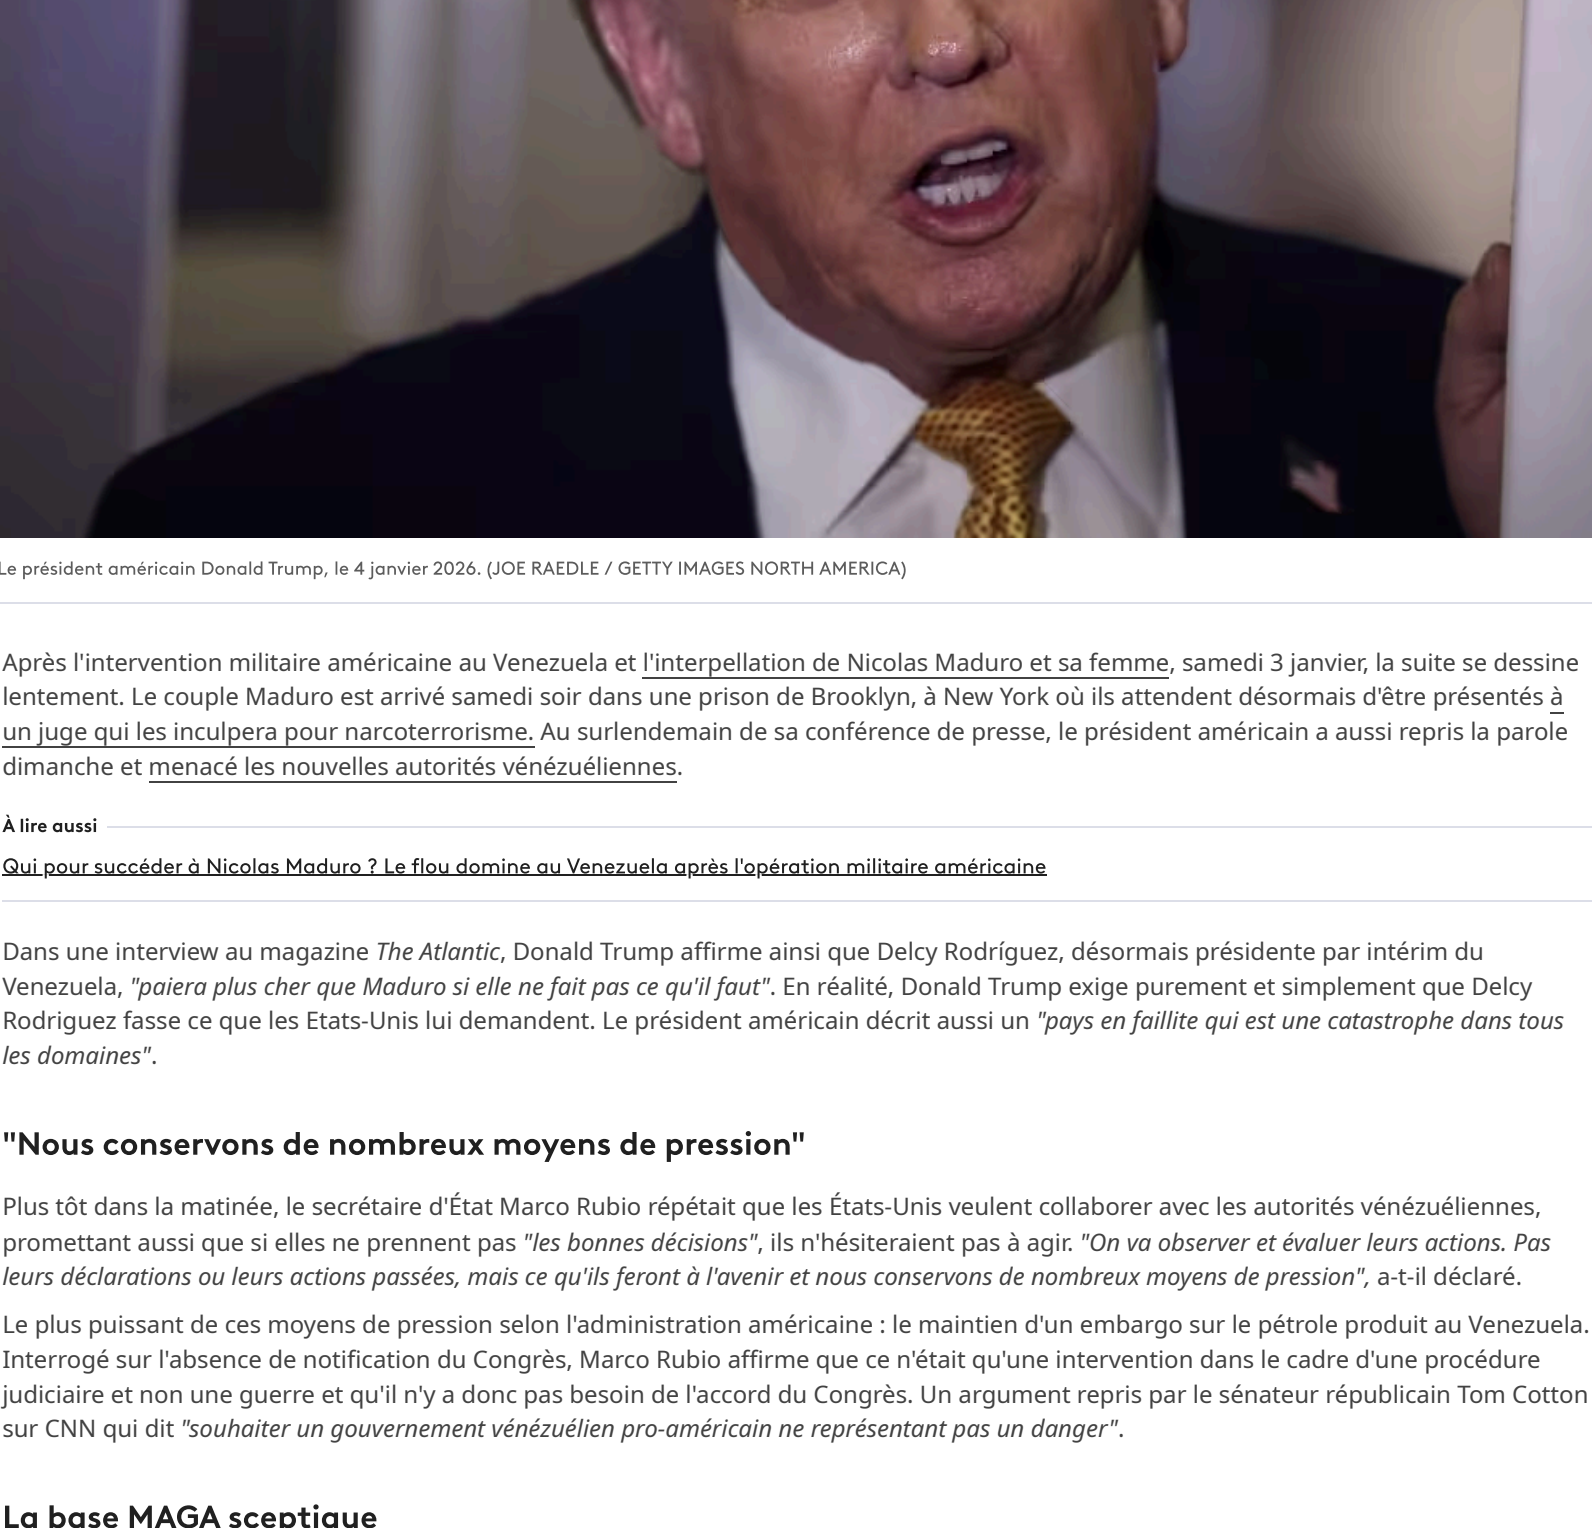 Le président américain Donald Trump, le 4 janvier 2026. (JOE RAEDLE / GETTY IMAGES NORTH AMERICA)
Après l'intervention militaire américaine au Venezuela et l'interpellation de Nicolas Maduro et sa femme, samedi 3 janvier, la suite se dessine
lentement. Le couple Maduro est arrivé samedi soir dans une prison de Brooklyn, à New York où ils attendent désormais d'être présentés à
un juge qui les inculpera pour narcoterrorisme. Au surlendemain de sa conférence de presse, le président américain a aussi repris la parole
dimanche et menacé les nouvelles autorités vénézuéliennes.
À lire aussi
Qui pour succéder à Nicolas Maduro ? Le flou domine au Venezuela après l'opération militaire américaine
Dans une interview au magazine The Atlantic, Donald Trump affirme ainsi que Delcy Rodríguez, désormais présidente par intérim du
Venezuela, "paiera plus cher que Maduro si elle ne fait pas ce qu'il faut". En réalité, Donald Trump exige purement et simplement que Delcy
Rodriguez fasse ce que les Etats-Unis lui demandent. Le président américain décrit aussi un "pays en faillite qui est une catastrophe dans tous
les domaines".
"Nous conservons de nombreux moyens de pression"
Plus tôt dans la matinée, le secrétaire d'État Marco Rubio répétait que les États-Unis veulent collaborer avec les autorités vénézuéliennes,
promettant aussi que si elles ne prennent pas "les bonnes décisions", ils n'hésiteraient pas à agir. "On va observer et évaluer leurs actions. Pas
leurs déclarations ou leurs actions passées, mais ce qu'ils feront à l'avenir et nous conservons de nombreux moyens de pression", a-t-il déclaré.
Le plus puissant de ces moyens de pression selon l'administration américaine : le maintien d'un embargo sur le pétrole produit au Venezuela.
Interrogé sur l'absence de notification du Congrès, Marco Rubio affirme que ce n'était qu'une intervention dans le cadre d'une procédure
judiciaire et non une guerre et qu'il n'y a donc pas besoin de l'accord du Congrès. Un argument repris par le sénateur républicain Tom Cotton
sur CNN qui dit "souhaiter un gouvernement vénézuélien pro-américain ne représentant pas un danger".
La base MAGA sceptique